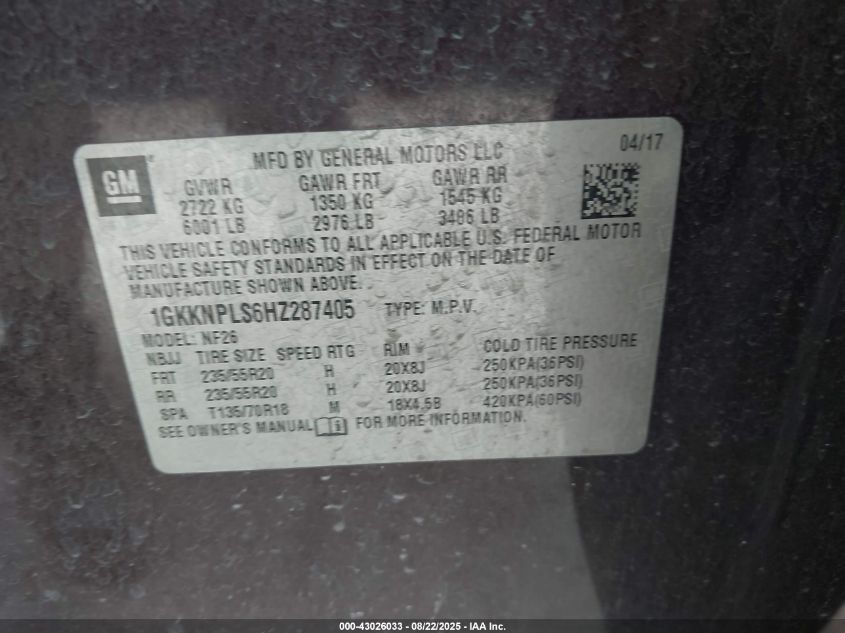 04/17
GM
MFD BY GENERAL MOTORS LLC
GVWR GAWR FRT GAWR RR
2722 KG 1350 KG 1545 KG
6001 LB 2976 LB 3406 LB
THIS VEHICLE CONFORMS TO ALL APPLICABLE U.S. FEDERAL MOTOR
VEHICLE SAFETY STANDARDS IN EFFECT ON THE DATE OF
MANUFACTURE SHOWN ABOVE.
1GKKNPLS6HZ287405 TYPE: M.P.V.
MODEL: NF26
NBJJ TIRE SIZE SPEED RTG RIM COLD TIRE PRESSURE
FRT 235/55R20 H 20X8J 250KPA(36PSI)
RR 235/55R20 H 20X8J 250KPA(36PSI)
SPA T135/70R18 M 18X4.5B 420KPA(60PSI)
SEE OWNER'S MANUAL FOR MORE INFORMATION.
000-43026033 - 08/22/2025 - IAA Inc.